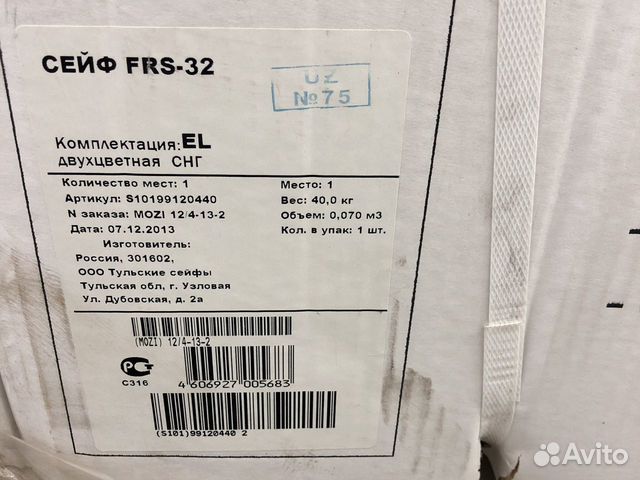 СЕЙФ FRS-32
UZ
№75
Комплектация: EL
двухцветная СНГ
Количество мест: 1 Место: 1
Артикул: S10199120440 Вес: 40,0 кг
N заказа: MOZI 12/4-13-2 Объем: 0,070 м3
Дата: 07.12.2013 Кол. в упак: 1 шт.
Изготовитель:
Россия, 301602,
ООО Тульские сейфы
Тульская обл, г. Узловая
Ул. Дубовская, д. 2а
(MOZI) 12/4-13-2
РСТ
С316
4 606927 005683
(S101)99120440 2
Avito